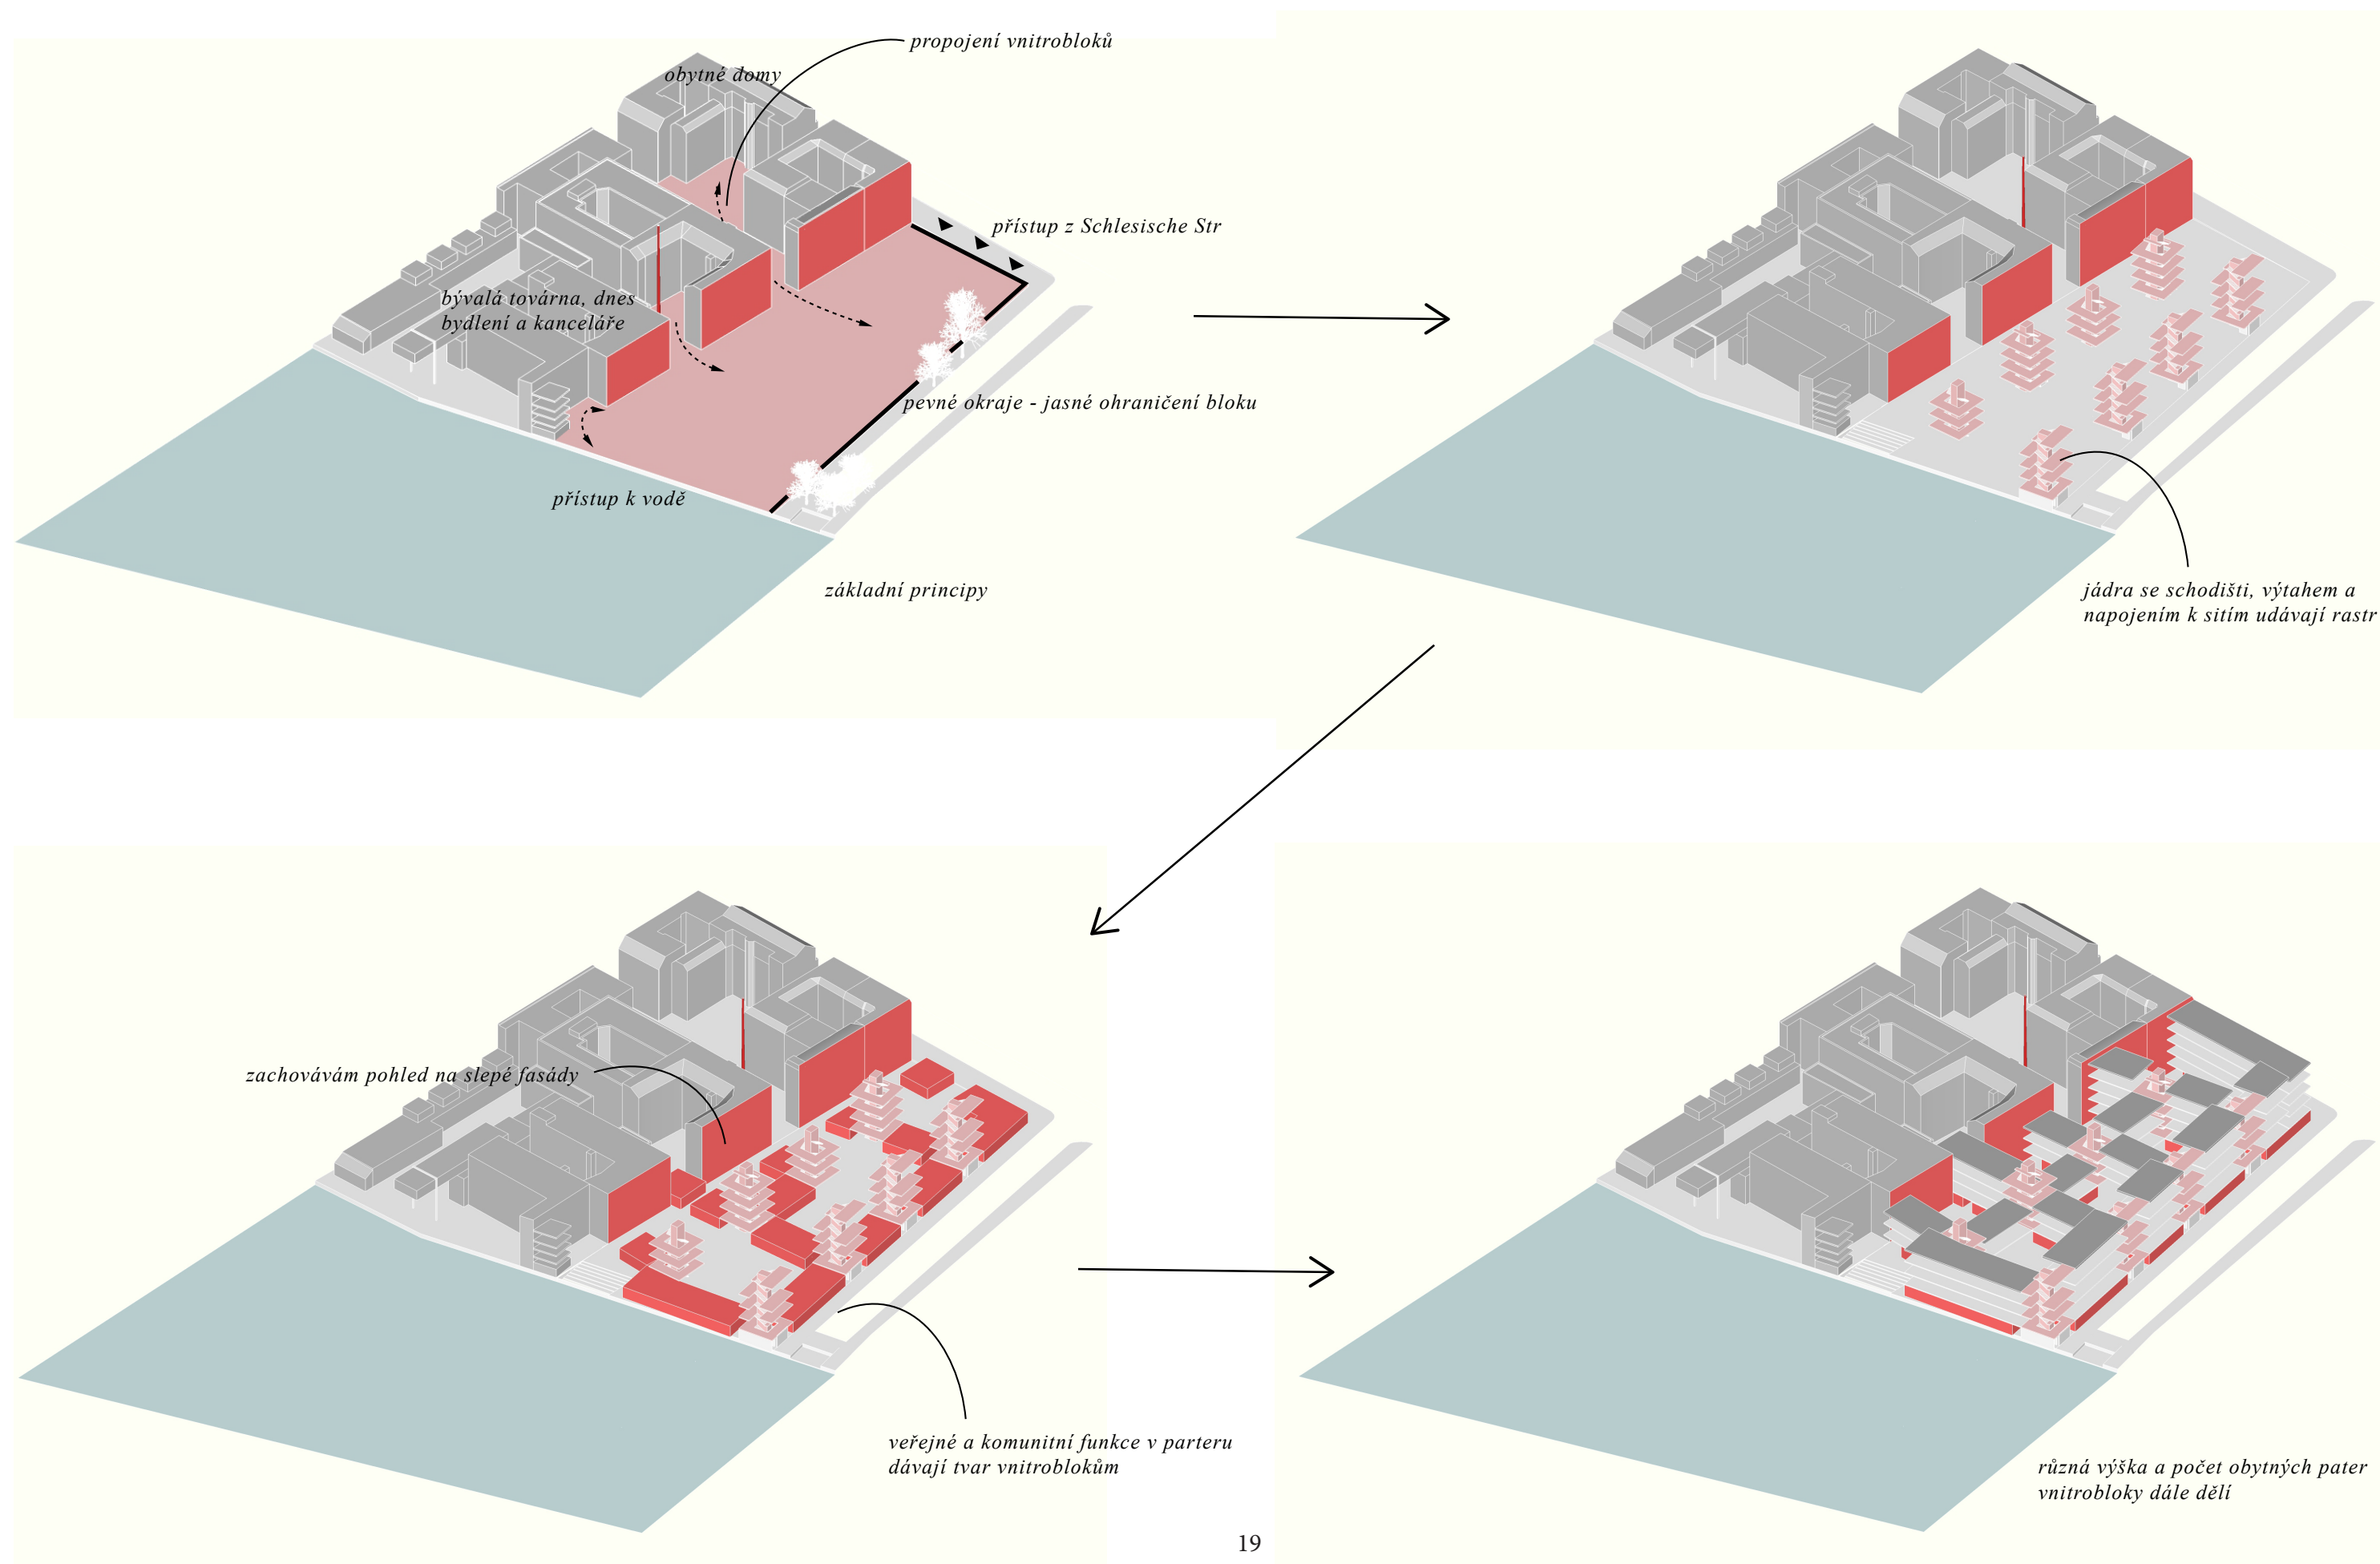 propojení vnitrobloků
obytné domy
přístup z Schlesische Str
bývalá továrna, dnes
bydlení a kanceláře
pevné okraje - jasné ohraničení bloku
přístup k vodě
základní principy
jádra se schodišti, výtahem a
napojením k sitím udávají rastr
zachovávám pohled na slepé fasády
veřejné a komunitní funkce v parteru
dávají tvar vnitroblokům
různá výška a počet obytných pater
vnitrobloky dále dělí
19